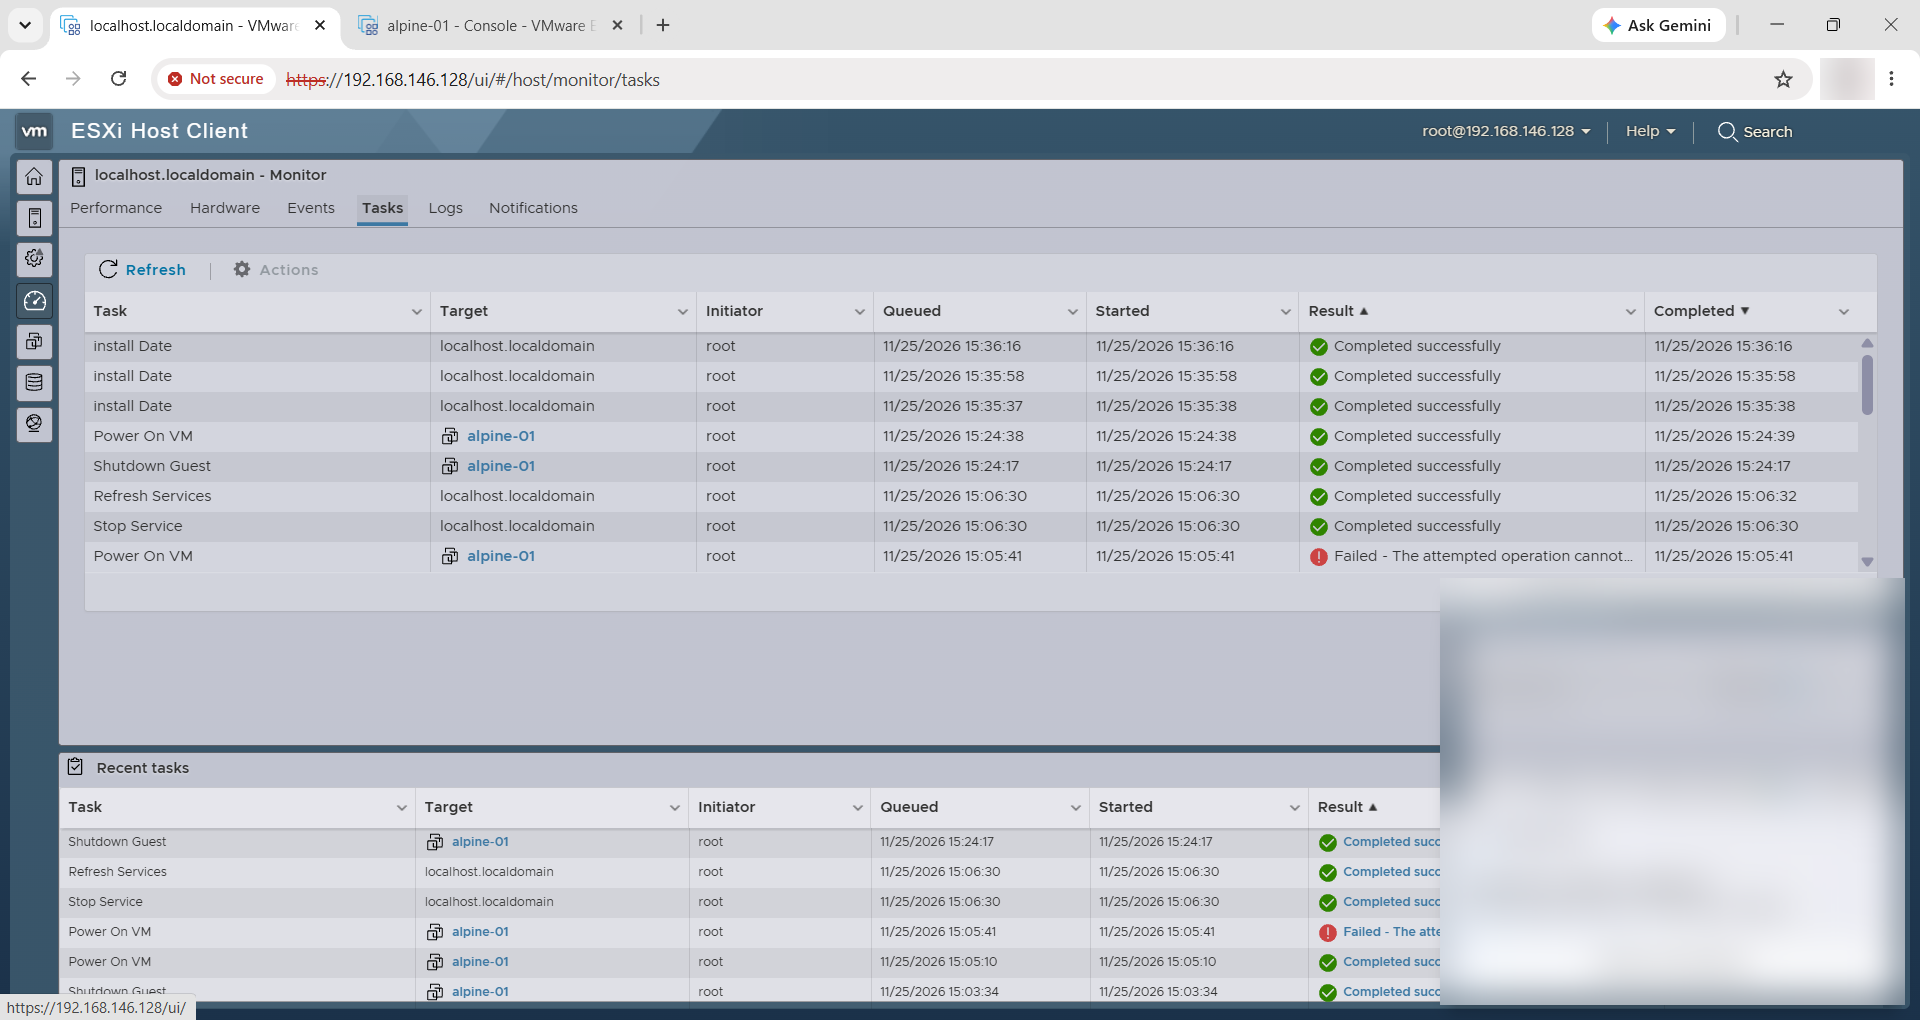 localhost.localdomain - VMware
alpine-01 - Console - VMware E
Ask Gemini
Not secure https://192.168.146.128/ui/#/host/monitor/tasks
vm ESXi Host Client root@192.168.146.128 Help Search
localhost.localdomain - Monitor
Performance Hardware Events Tasks Logs Notifications
Refresh Actions
Task Target Initiator Queued Started Result Completed
install Date localhost.localdomain root 11/25/2026 15:36:16 11/25/2026 15:36:16 Completed successfully 11/25/2026 15:36:16
install Date localhost.localdomain root 11/25/2026 15:35:58 11/25/2026 15:35:58 Completed successfully 11/25/2026 15:35:58
install Date localhost.localdomain root 11/25/2026 15:35:37 11/25/2026 15:35:38 Completed successfully 11/25/2026 15:35:38
Power On VM alpine-01 root 11/25/2026 15:24:38 11/25/2026 15:24:38 Completed successfully 11/25/2026 15:24:39
Shutdown Guest alpine-01 root 11/25/2026 15:24:17 11/25/2026 15:24:17 Completed successfully 11/25/2026 15:24:17
Refresh Services localhost.localdomain root 11/25/2026 15:06:30 11/25/2026 15:06:30 Completed successfully 11/25/2026 15:06:32
Stop Service localhost.localdomain root 11/25/2026 15:06:30 11/25/2026 15:06:30 Completed successfully 11/25/2026 15:06:30
Power On VM alpine-01 root 11/25/2026 15:05:41 11/25/2026 15:05:41 Failed - The attempted operation cannot... 11/25/2026 15:05:41
Recent tasks
Task Target Initiator Queued Started Result
Shutdown Guest alpine-01 root 11/25/2026 15:24:17 11/25/2026 15:24:17 Completed succ
Refresh Services localhost.localdomain root 11/25/2026 15:06:30 11/25/2026 15:06:30 Completed succ
Stop Service localhost.localdomain root 11/25/2026 15:06:30 11/25/2026 15:06:30 Completed succ
Power On VM alpine-01 root 11/25/2026 15:05:41 11/25/2026 15:05:41 Failed - The atte
Power On VM alpine-01 root 11/25/2026 15:05:10 11/25/2026 15:05:10 Completed succ
Shutdown Guest alpine-01 root 11/25/2026 15:03:34 11/25/2026 15:03:34 Completed succ
https://192.168.146.128/ui/